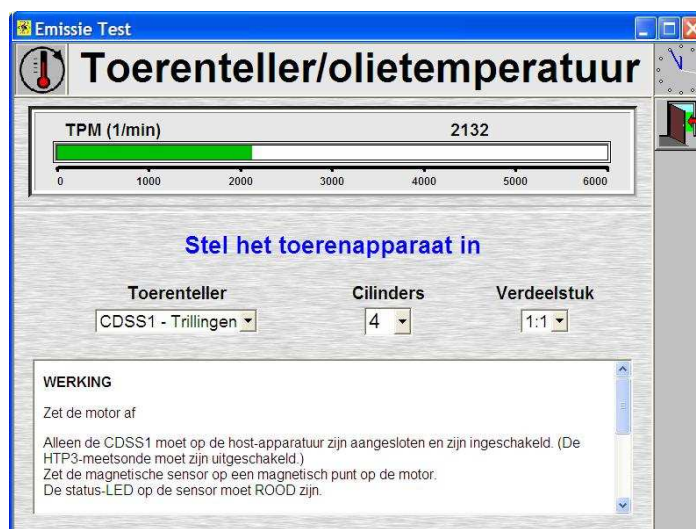 Emissie Test
Toerenteller/olietemperatuur
TPM (1/min) 2132
0 1000 2000 3000 4000 5000 6000
Stel het toerenapparaat in
Toerenteller Cilinders Verdeelstuk
CDSS1 - Trillingen 4 1:1
WERKING
Zet de motor af
Alleen de CDSS1 moet op de host-apparatuur zijn aangesloten en zijn ingeschakeld. (De
HTP3-meetsonde moet zijn uitgeschakeld.)
Zet de magnetische sensor op een magnetisch punt op de motor.
De status-LED op de sensor moet ROOD zijn.